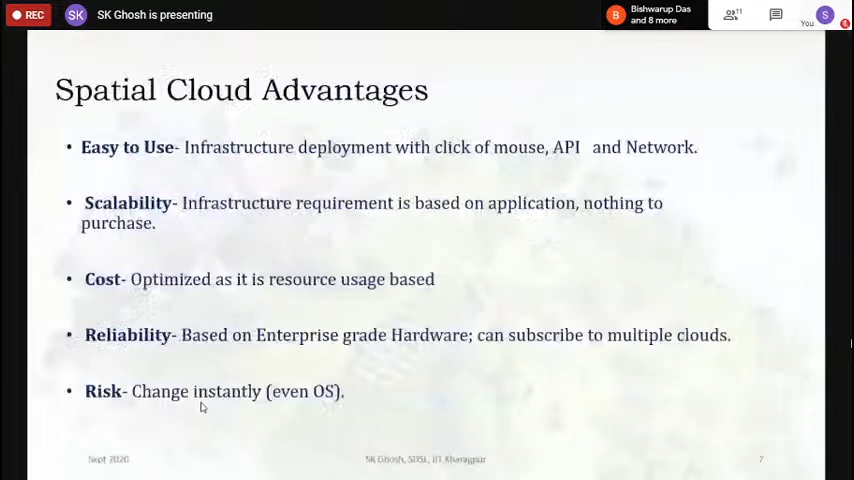 REC
SK
SK Ghosh is presenting
B
Bishwarup Das
and 8 more
11
You
S
Spatial Cloud Advantages
• Easy to Use- Infrastructure deployment with click of mouse, API and Network.
• Scalability- Infrastructure requirement is based on application, nothing to
purchase.
• Cost- Optimized as it is resource usage based
• Reliability- Based on Enterprise grade Hardware; can subscribe to multiple clouds.
• Risk- Change instantly (even OS).
Sept 2020
SK Ghosh, SDSL, IIT Kharagpur
7